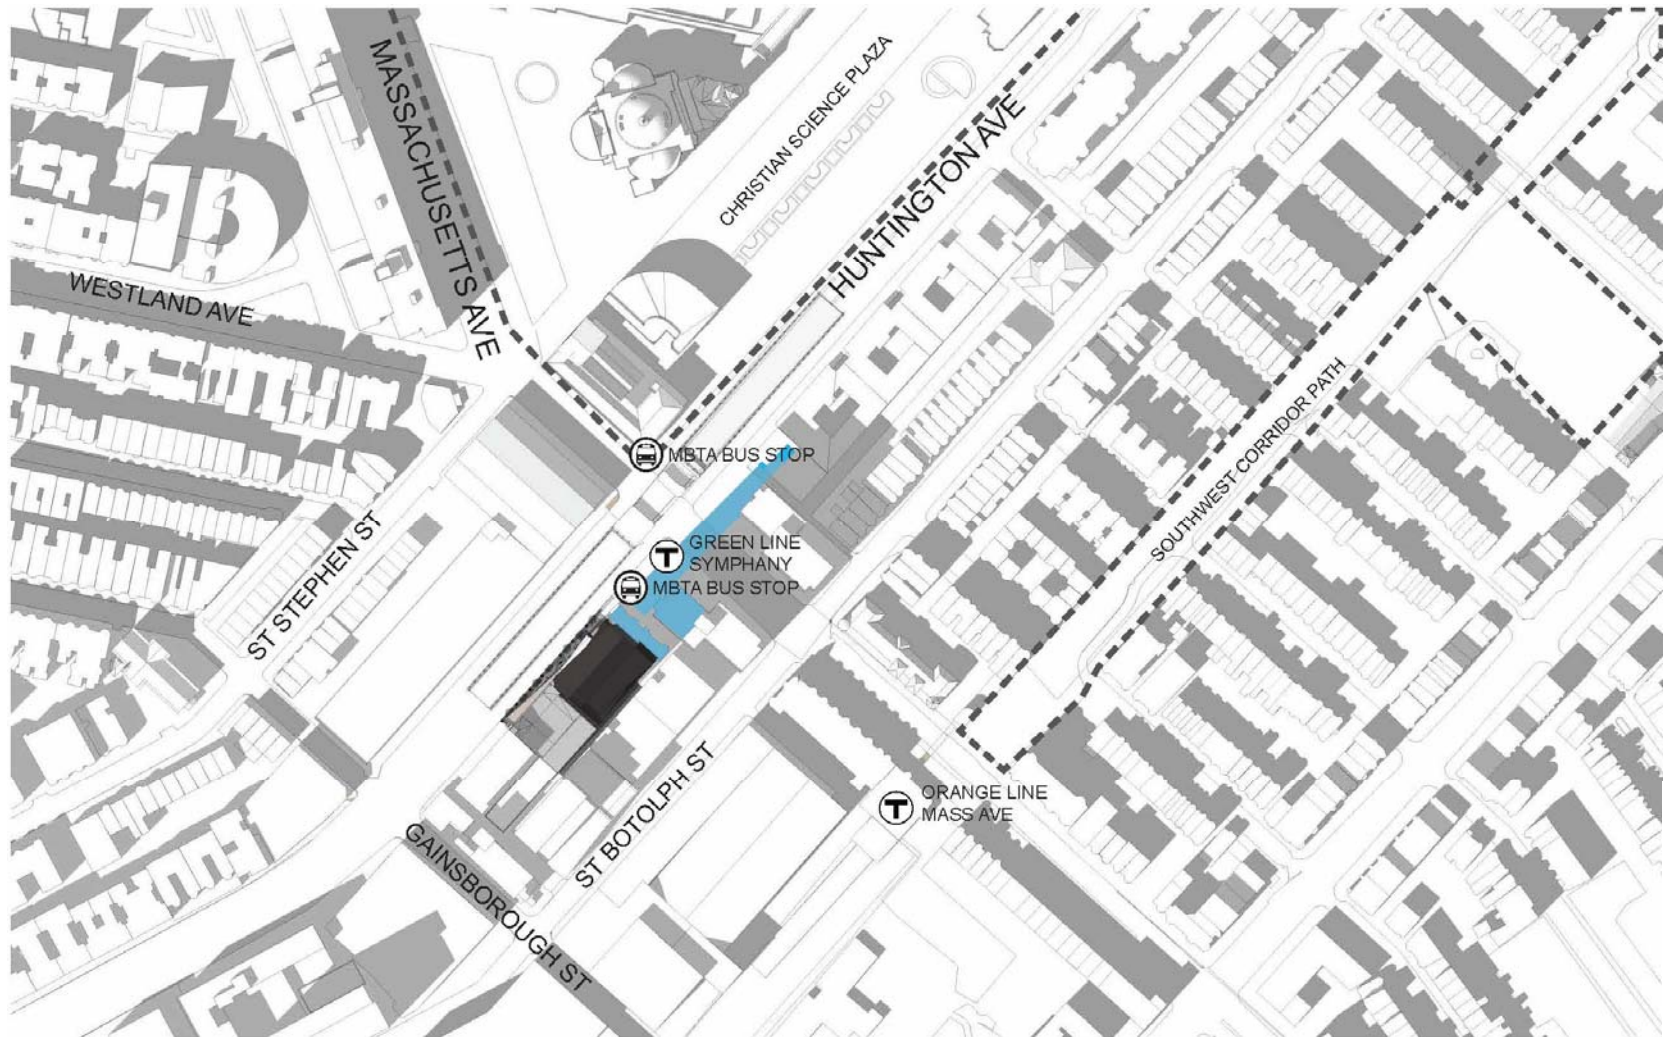 MASSACHUSETTS AVE
CHRISTIAN SCIENCE PLAZA
HUNTINGTON AVE
WESTLAND AVE
SOUTHWEST CORRIDOR PATH
MBTA BUS STOP
T
GREEN LINE
SYMPHANY
MBTA BUS STOP
ST STEPHEN ST
ST BOTOLPH ST
T
ORANGE LINE
MASS AVE
GAINSBOROUGH ST